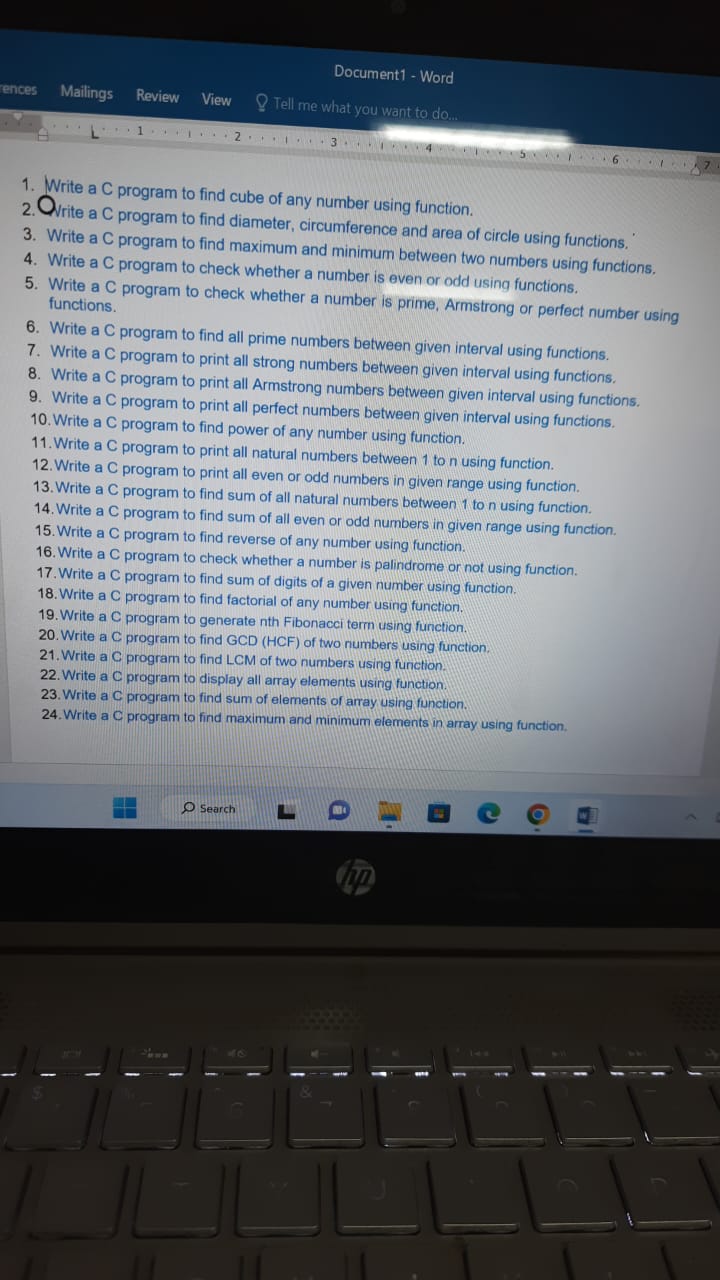 Document1 - Word
rences Mailings Review View Tell me what you want to do...
1 2 3 4 5 6 7
1. Write a C program to find cube of any number using function.
2. Write a C program to find diameter, circumference and area of circle using functions.
3. Write a C program to find maximum and minimum between two numbers using functions.
4. Write a C program to check whether a number is even or odd using functions.
5. Write a C program to check whether a number is prime, Armstrong or perfect number using
functions.
6. Write a C program to find all prime numbers between given interval using functions.
7. Write a C program to print all strong numbers between given interval using functions.
8. Write a C program to print all Armstrong numbers between given interval using functions.
9. Write a C program to print all perfect numbers between given interval using functions.
10. Write a C program to find power of any number using function.
11. Write a C program to print all natural numbers between 1 to n using function.
12. Write a C program to print all even or odd numbers in given range using function.
13. Write a C program to find sum of all natural numbers between 1 to n using function.
14. Write a C program to find sum of all even or odd numbers in given range using function.
15. Write a C program to find reverse of any number using function.
16. Write a C program to check whether a number is palindrome or not using function.
17. Write a C program to find sum of digits of a given number using function.
18. Write a C program to find factorial of any number using function.
19. Write a C program to generate nth Fibonacci term using function.
20. Write a C program to find GCD (HCF) of two numbers using function.
21. Write a C program to find LCM of two numbers using function.
22. Write a C program to display all array elements using function.
23. Write a C program to find sum of elements of array using function.
24. Write a C program to find maximum and minimum elements in array using function.
Search
hp